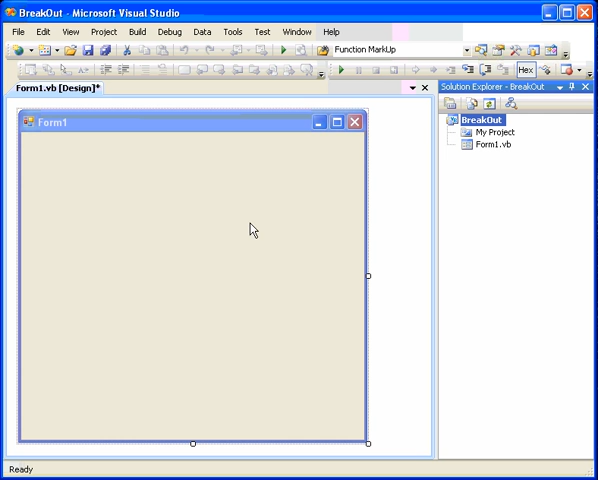 BreakOut - Microsoft Visual Studio
File Edit View Project Build Debug Data Tools Test Window Help
Function MarkUp
Hex
Form1.vb [Design]*
Solution Explorer - BreakOut
Form1
BreakOut
My Project
Form1.vb
Ready